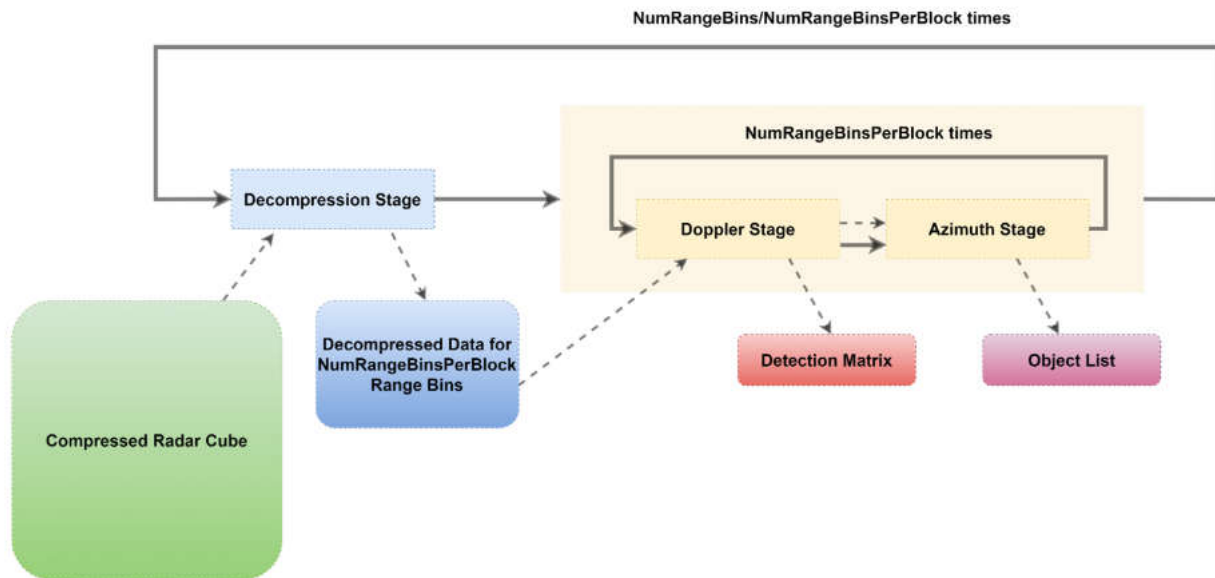 NumRangeBins/NumRangeBinsPerBlock times
NumRangeBinsPerBlock times
Decompression Stage
Doppler Stage
Azimuth Stage
Decompressed Data for
NumRangeBinsPerBlock
Range Bins
Detection Matrix
Object List
Compressed Radar Cube